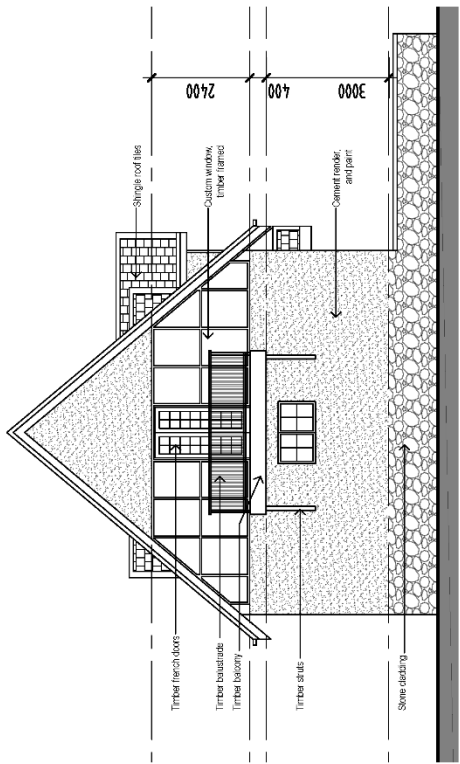 2400
400
3000
Shingle roof tiles
Custom window,
timber framed
Cement render,
and paint
Timber french doors
Timber balustrade
Timber balcony
Timber struts
Stone cladding